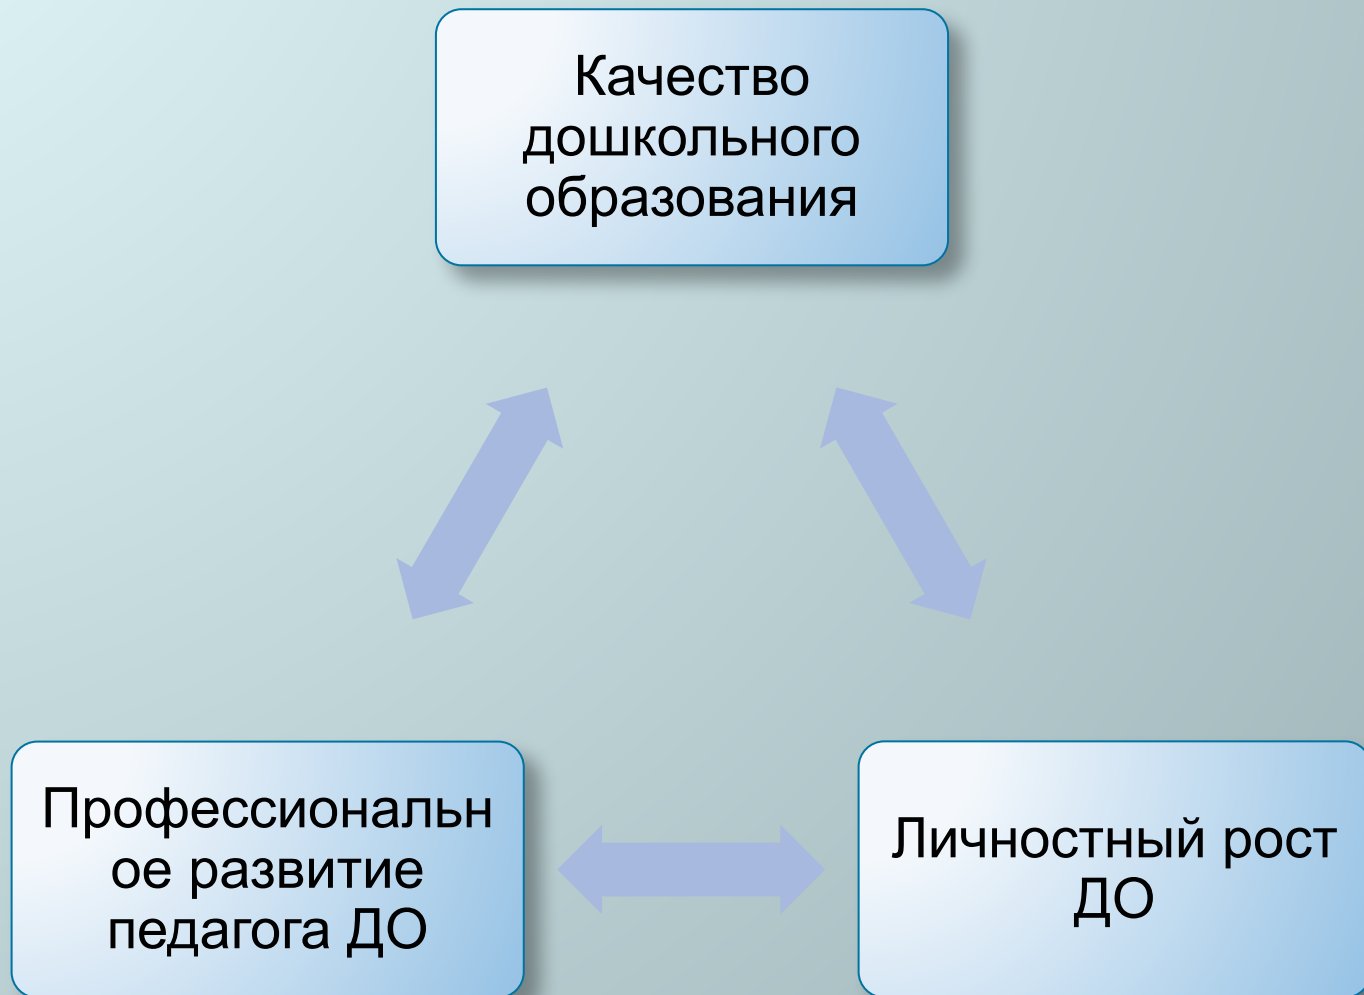 Качество
дошкольного
образования
Профессиональн
ое развитие
педагога ДО
Личностный рост
ДО